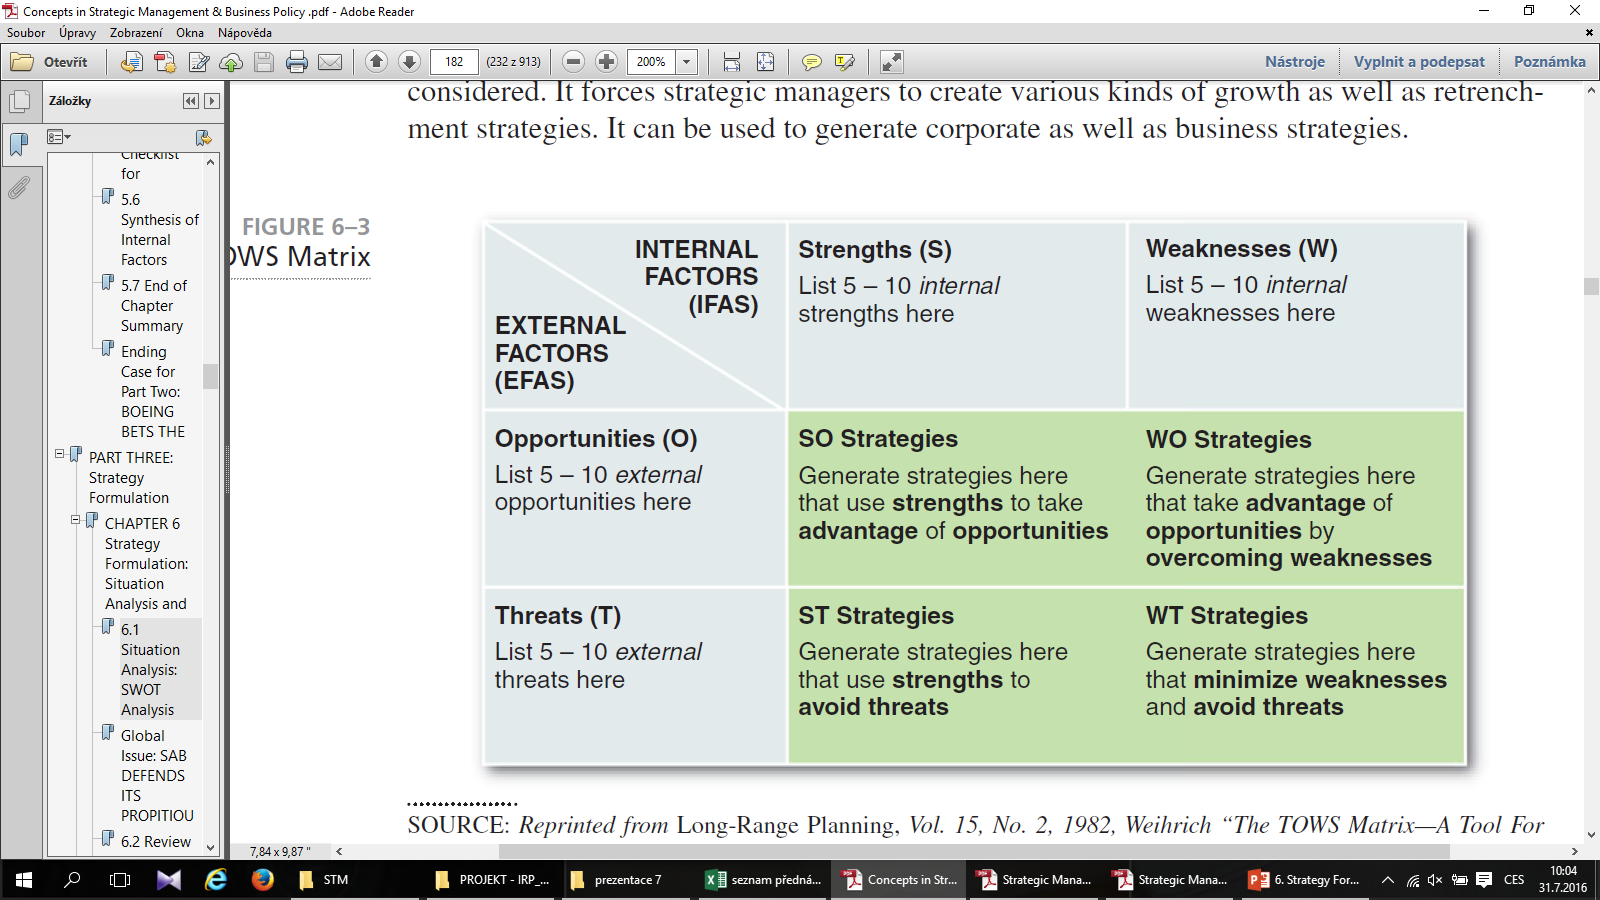 Concepts in Strategic Management & Business Policy .pdf - Adobe Reader
Soubor Úpravy Zobrazení Okna Nápověda
Otevřít 182 (232 z 913) 200% Nástroje Vyplnit a podepsat Poznámka
Záložky
Checklist
for
5.6
Synthesis of
Internal
Factors
5.7 End of
Chapter
Summary
Ending
Case for
Part Two:
BOEING
BETS THE
PART THREE:
Strategy
Formulation
CHAPTER 6
Strategy
Formulation:
Situation
Analysis and
6.1
Situation
Analysis:
SWOT
Analysis
Global
Issue: SAB
DEFENDS
ITS
PROPITIOU
6.2 Review
considered. It forces strategic managers to create various kinds of growth as well as retrench-
ment strategies. It can be used to generate corporate as well as business strategies.
FIGURE 6–3
OWS Matrix
INTERNAL
FACTORS
(IFAS)
EXTERNAL
FACTORS
(EFAS)
Strengths (S)
List 5 – 10 internal
strengths here
Weaknesses (W)
List 5 – 10 internal
weaknesses here
Opportunities (O)
List 5 – 10 external
opportunities here
SO Strategies
Generate strategies here
that use strengths to take
advantage of opportunities
WO Strategies
Generate strategies here
that take advantage of
opportunities by
overcoming weaknesses
Threats (T)
List 5 – 10 external
threats here
ST Strategies
Generate strategies here
that use strengths to
avoid threats
WT Strategies
Generate strategies here
that minimize weaknesses
and avoid threats
SOURCE: Reprinted from Long-Range Planning, Vol. 15, No. 2, 1982, Weihrich “The TOWS Matrix—A Tool For
7,84 x 9,87 "
STM
PROJEKT - IRP_...
prezentace 7
seznam předná...
Concepts in Str...
Strategic Mana...
Strategic Mana...
6. Strategy For...
CES
10:04
31.7.2016